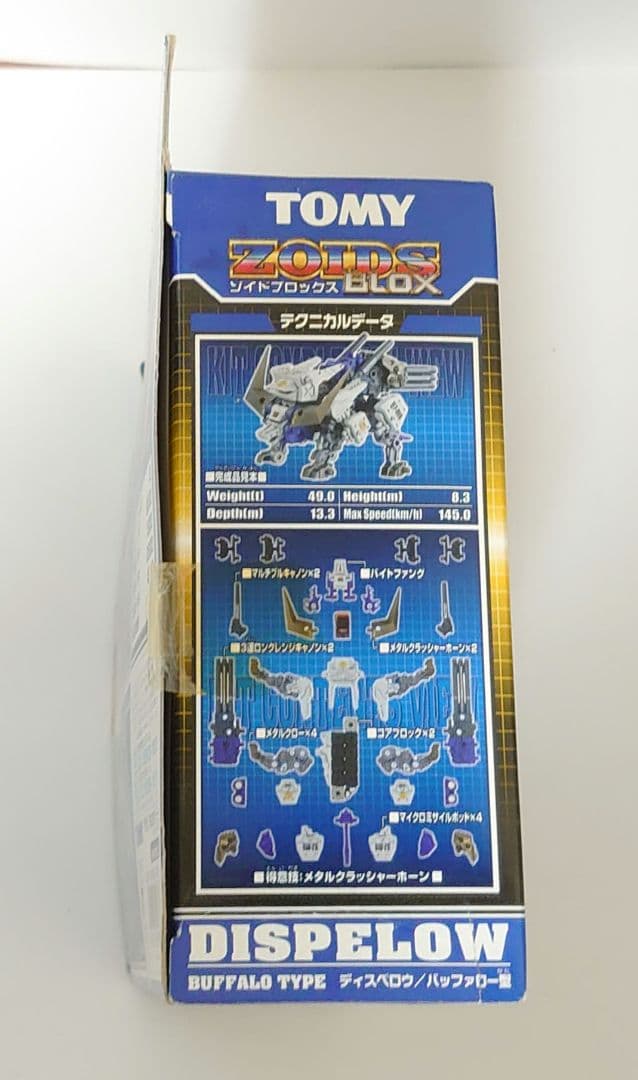 TOMY
ZOIDS
ゾイドブロックス BLOX
テクニカルデータ
■完成品見本■
Weight(t) 49.0 Height(m) 8.3
Depth(m) 13.3 Max Speed(km/h) 145.0
■マルチプルキャノン×2 ■バイトファング
■3連ロングレンジキャノン×2 ■メタルクラッシャーホーン×2
■メタルクロー×4 ■コアブロック×2
■マイクロミサイルポッド×4
■得意技:メタルクラッシャーホーン■
DISPELOW
BUFFALO TYPE ディスペロウ/バッファロー型